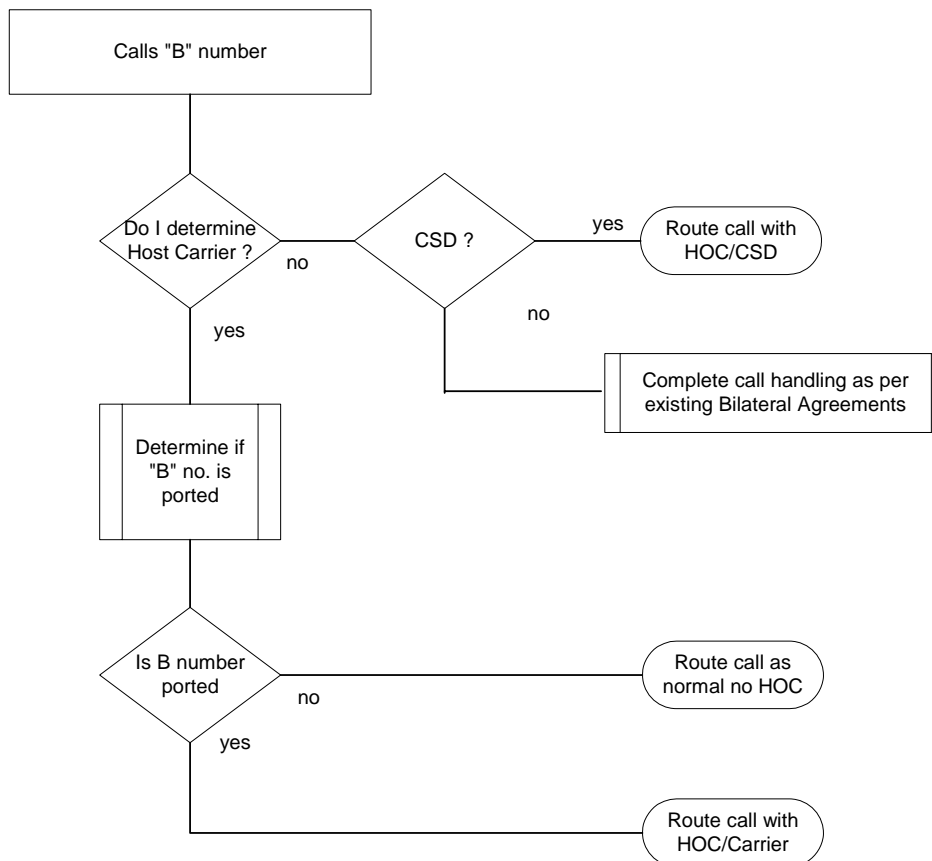 Calls "B" number
Do I determine
Host Carrier ?
no
CSD ?
yes
Route call with
HOC/CSD
yes
no
Complete call handling as per
existing Bilateral Agreements
Determine if
"B" no. is
ported
Is B number
ported
no
Route call as
normal no HOC
yes
Route call with
HOC/Carrier